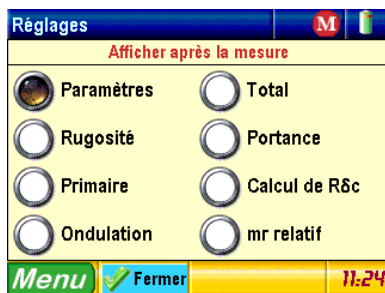 Réglages
M
Afficher après la mesure
Paramètres
Total
Rugosité
Portance
Primaire
Calcul de Rδc
Ondulation
mr relatif
Menu
Fermer
11:24